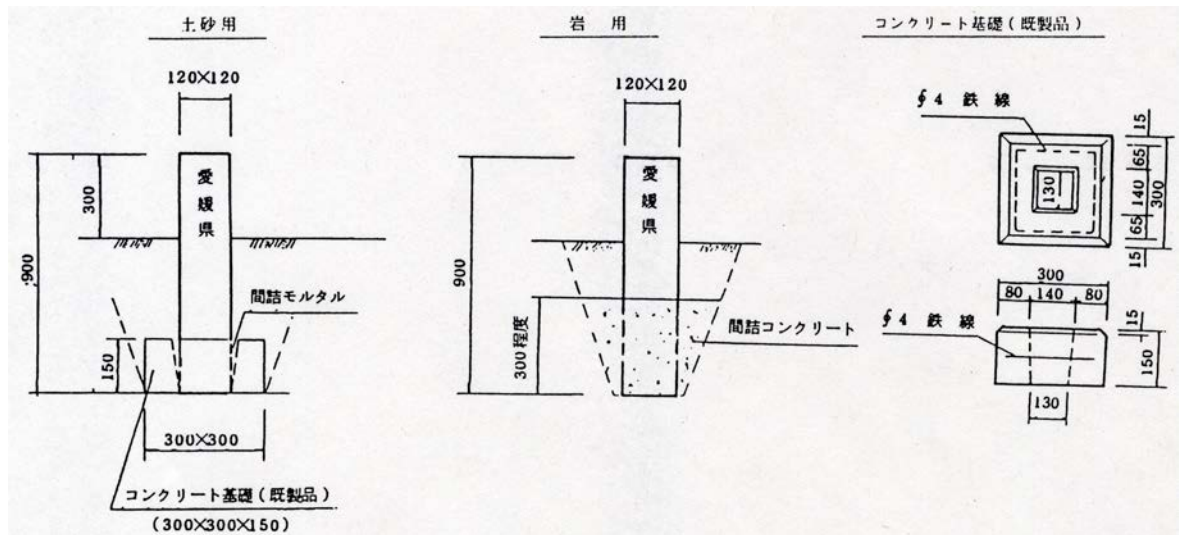 土砂用
120×120
愛媛県
300
900
150
間詰モルタル
300×300
コンクリート基礎(既製品)
(300×300×150)
岩 用
120×120
愛媛県
900
300程度
間詰コンクリート
コンクリート基礎(既製品)
∮4 鉄 線
15
65
140
65
15
300
130
300
80 140 80
∮4 鉄 線
15
150
130